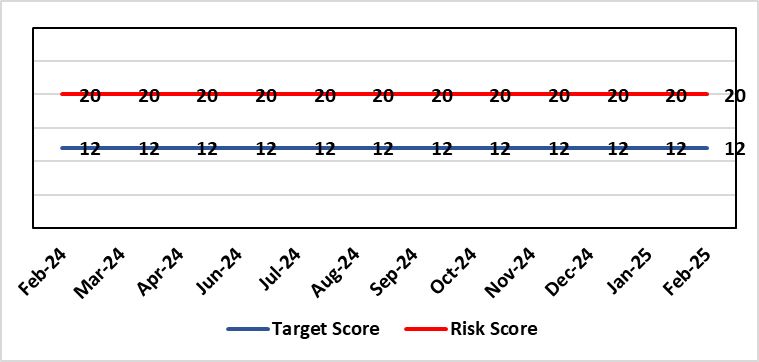 20 20 20 20 20 20 20 20 20 20 20 20
12 12 12 12 12 12 12 12 12 12 12 12
Feb-24 Mar-24 Apr-24 Jun-24 Jul-24 Aug-24 Sep-24 Oct-24 Nov-24 Dec-24 Jan-25 Feb-25
Target Score Risk Score